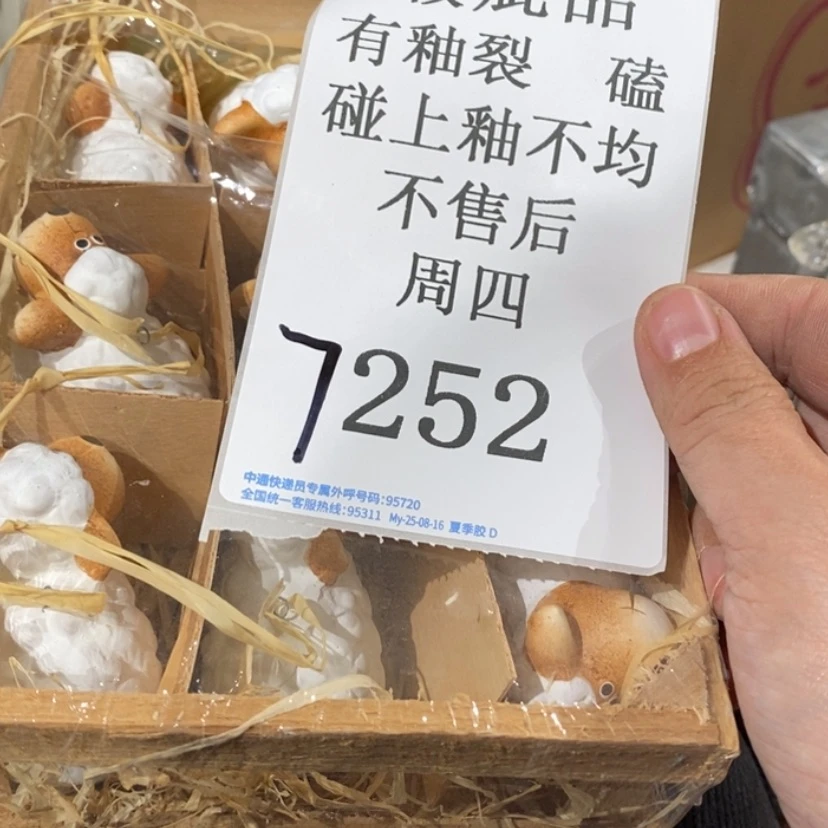 疵品
有釉裂 磕
碰上釉不均
不售后
周四
7252
中通快递员专属外呼号码:95720
全国统一客服热线:95311 My-25-08-16 夏季胶 D